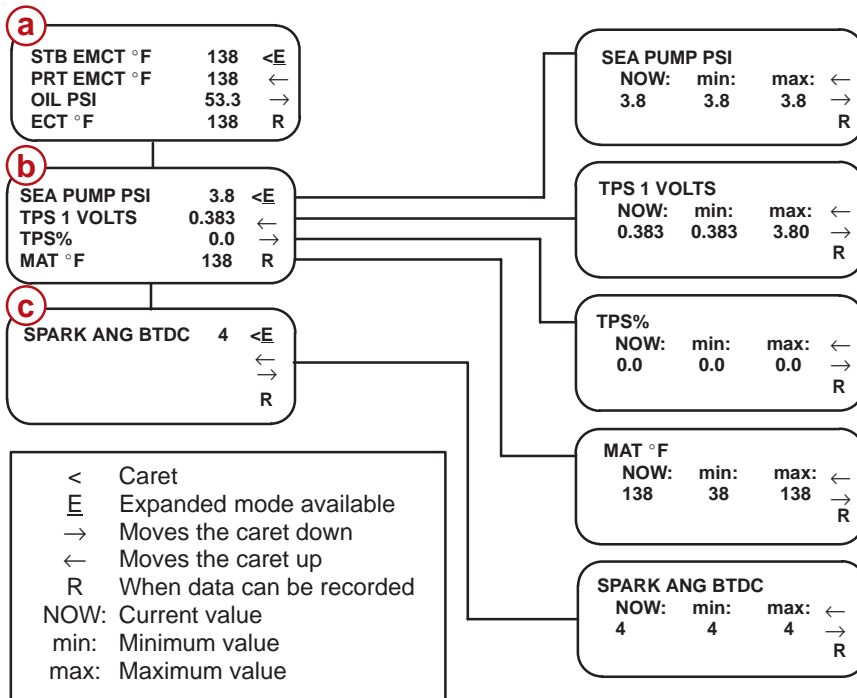 a
STB EMCT °F 138 <E
PRT EMCT °F 138 ←
OIL PSI 53.3 →
ECT °F 138 R
b
SEA PUMP PSI 3.8 <E
TPS 1 VOLTS 0.383 ←
TPS% 0.0 →
MAT °F 138 R
c
SPARK ANG BTDC 4 <E
←
→
R
< Caret
E Expanded mode available
→ Moves the caret down
← Moves the caret up
R When data can be recorded
NOW: Current value
min: Minimum value
max: Maximum value
SEA PUMP PSI
NOW: min: max: ←
3.8 3.8 3.8 →
R
TPS 1 VOLTS
NOW: min: max: ←
0.383 0.383 3.80 →
R
TPS%
NOW: min: max: ←
0.0 0.0 0.0 →
R
MAT °F
NOW: min: max: ←
138 38 138 →
R
SPARK ANG BTDC
NOW: min: max: ←
4 4 4 →
R